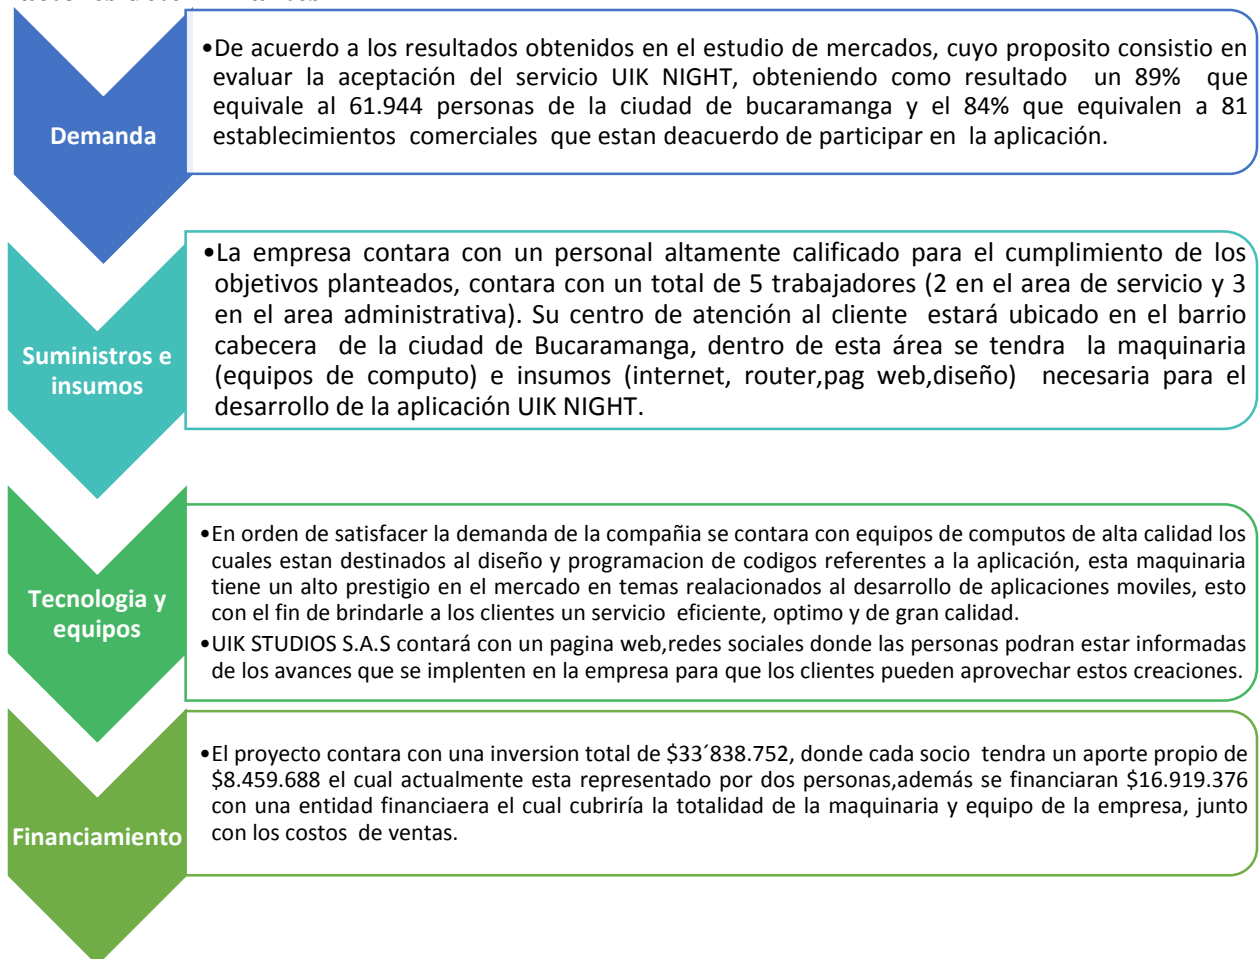 Demanda
•De acuerdo a los resultados obtenidos en el estudio de mercados, cuyo proposito consistio en
evaluar la aceptación del servicio UIK NIGHT, obteniendo como resultado un 89% que
equivale al 61.944 personas de la ciudad de bucaramanga y el 84% que equivalen a 81
establecimientos comerciales que estan deacuerdo de participar en la aplicación.
Suministros e
insumos
•La empresa contara con un personal altamente calificado para el cumplimiento de los
objetivos planteados, contara con un total de 5 trabajadores (2 en el area de servicio y 3
en el area administrativa). Su centro de atención al cliente estará ubicado en el barrio
cabecera de la ciudad de Bucaramanga, dentro de esta área se tendra la maquinaria
(equipos de computo) e insumos (internet, router,pag web,diseño) necesaria para el
desarrollo de la aplicación UIK NIGHT.
Tecnologia y
equipos
•En orden de satisfacer la demanda de la compañia se contara con equipos de computos de alta calidad los
cuales estan destinados al diseño y programacion de codigos referentes a la aplicación, esta maquinaria
tiene un alto prestigio en el mercado en temas realacionados al desarrollo de aplicaciones moviles, esto
con el fin de brindarle a los clientes un servicio eficiente, optimo y de gran calidad.
•UIK STUDIOS S.A.S contará con un pagina web,redes sociales donde las personas podran estar informadas
de los avances que se implenten en la empresa para que los clientes pueden aprovechar estos creaciones.
Financiamiento
•El proyecto contara con una inversion total de $33´838.752, donde cada socio tendra un aporte propio de
$8.459.688 el cual actualmente esta representado por dos personas,además se financiaran $16.919.376
con una entidad financiaera el cual cubriría la totalidad de la maquinaria y equipo de la empresa, junto
con los costos de ventas.